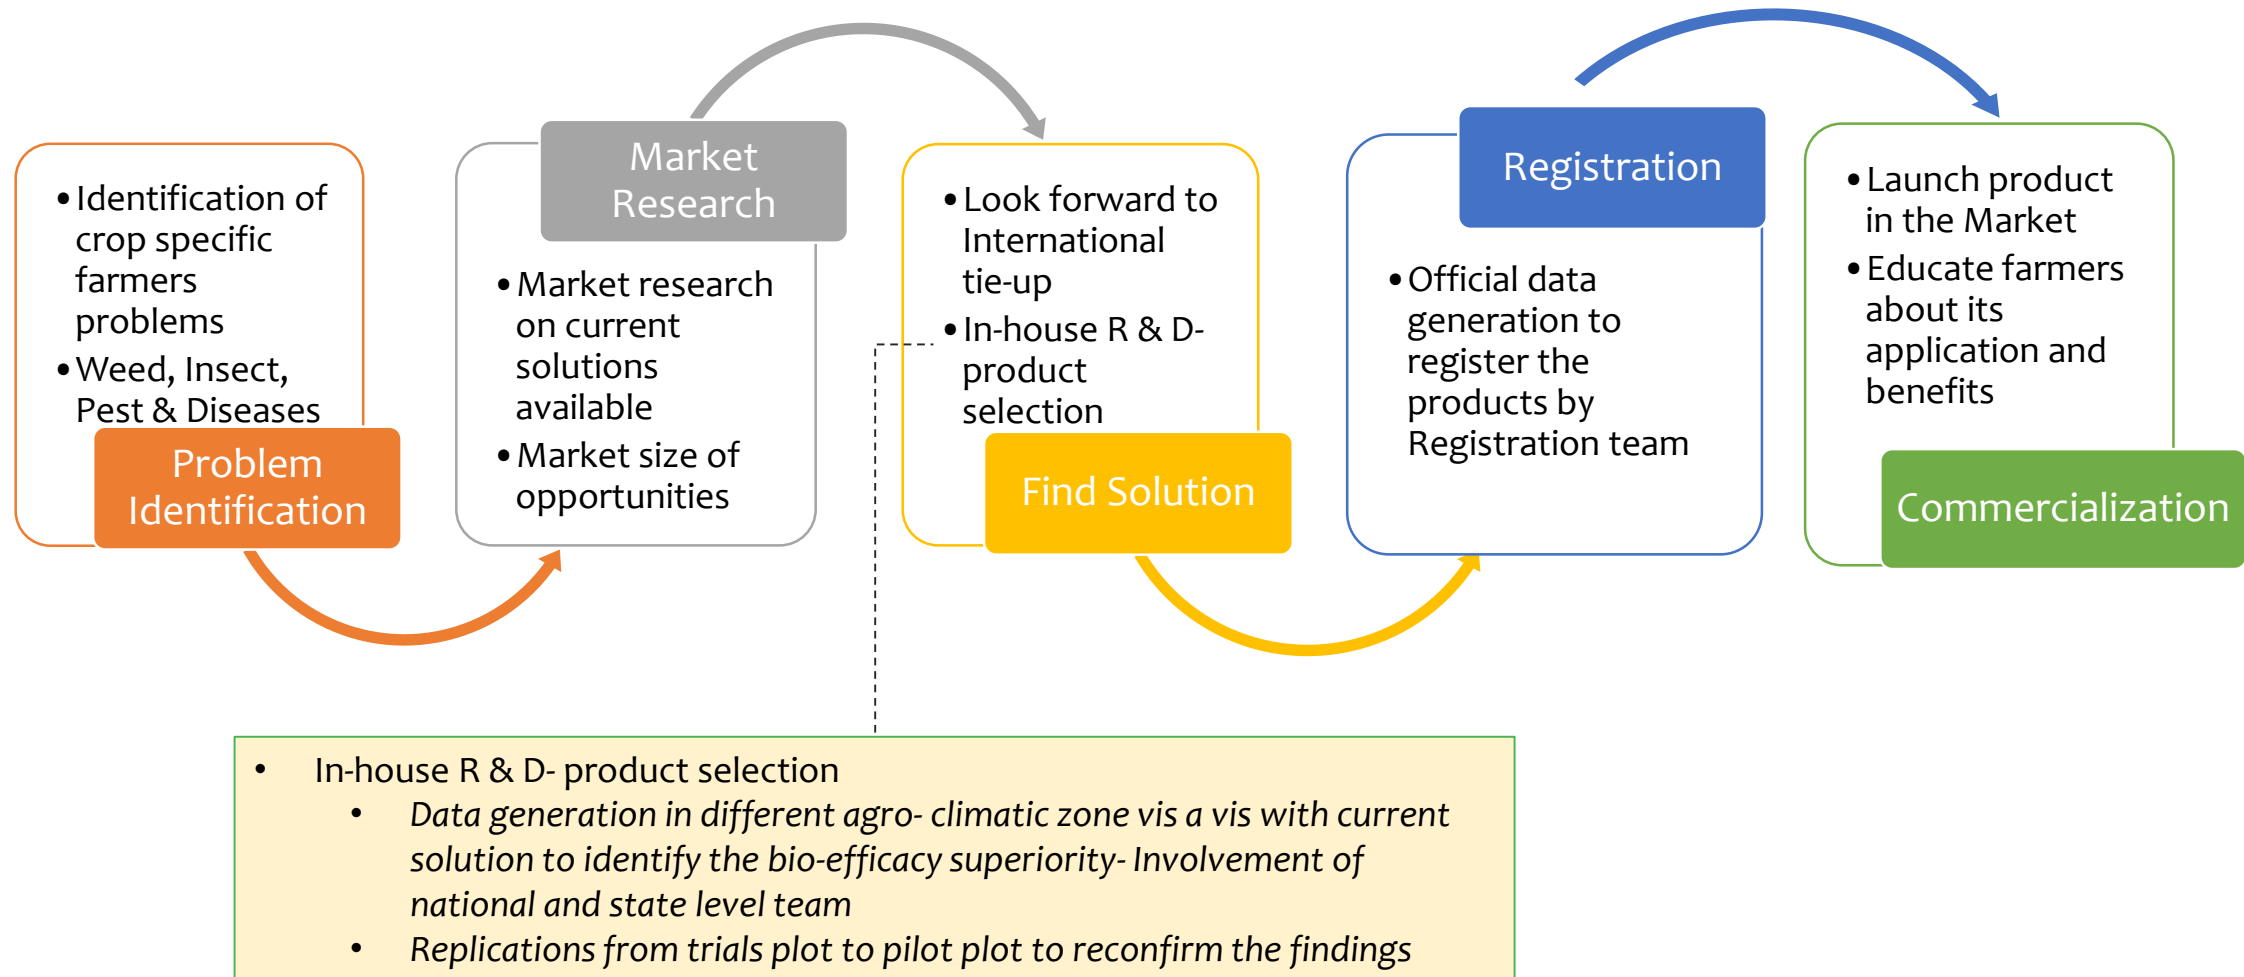 •Identification of
crop specific
farmers
problems
•Weed, Insect,
Pest & Diseases
Problem
Identification
Market
Research
•Market research
on current
solutions
available
•Market size of
opportunities
•Look forward to
International
tie-up
•In-house R & D-
product
selection
Find Solution
Registration
•Official data
generation to
register the
products by
Registration team
•Launch product
in the Market
•Educate farmers
about its
application and
benefits
Commercialization
• In-house R & D- product selection
• Data generation in different agro- climatic zone vis a vis with current
solution to identify the bio-efficacy superiority- Involvement of
national and state level team
• Replications from trials plot to pilot plot to reconfirm the findings